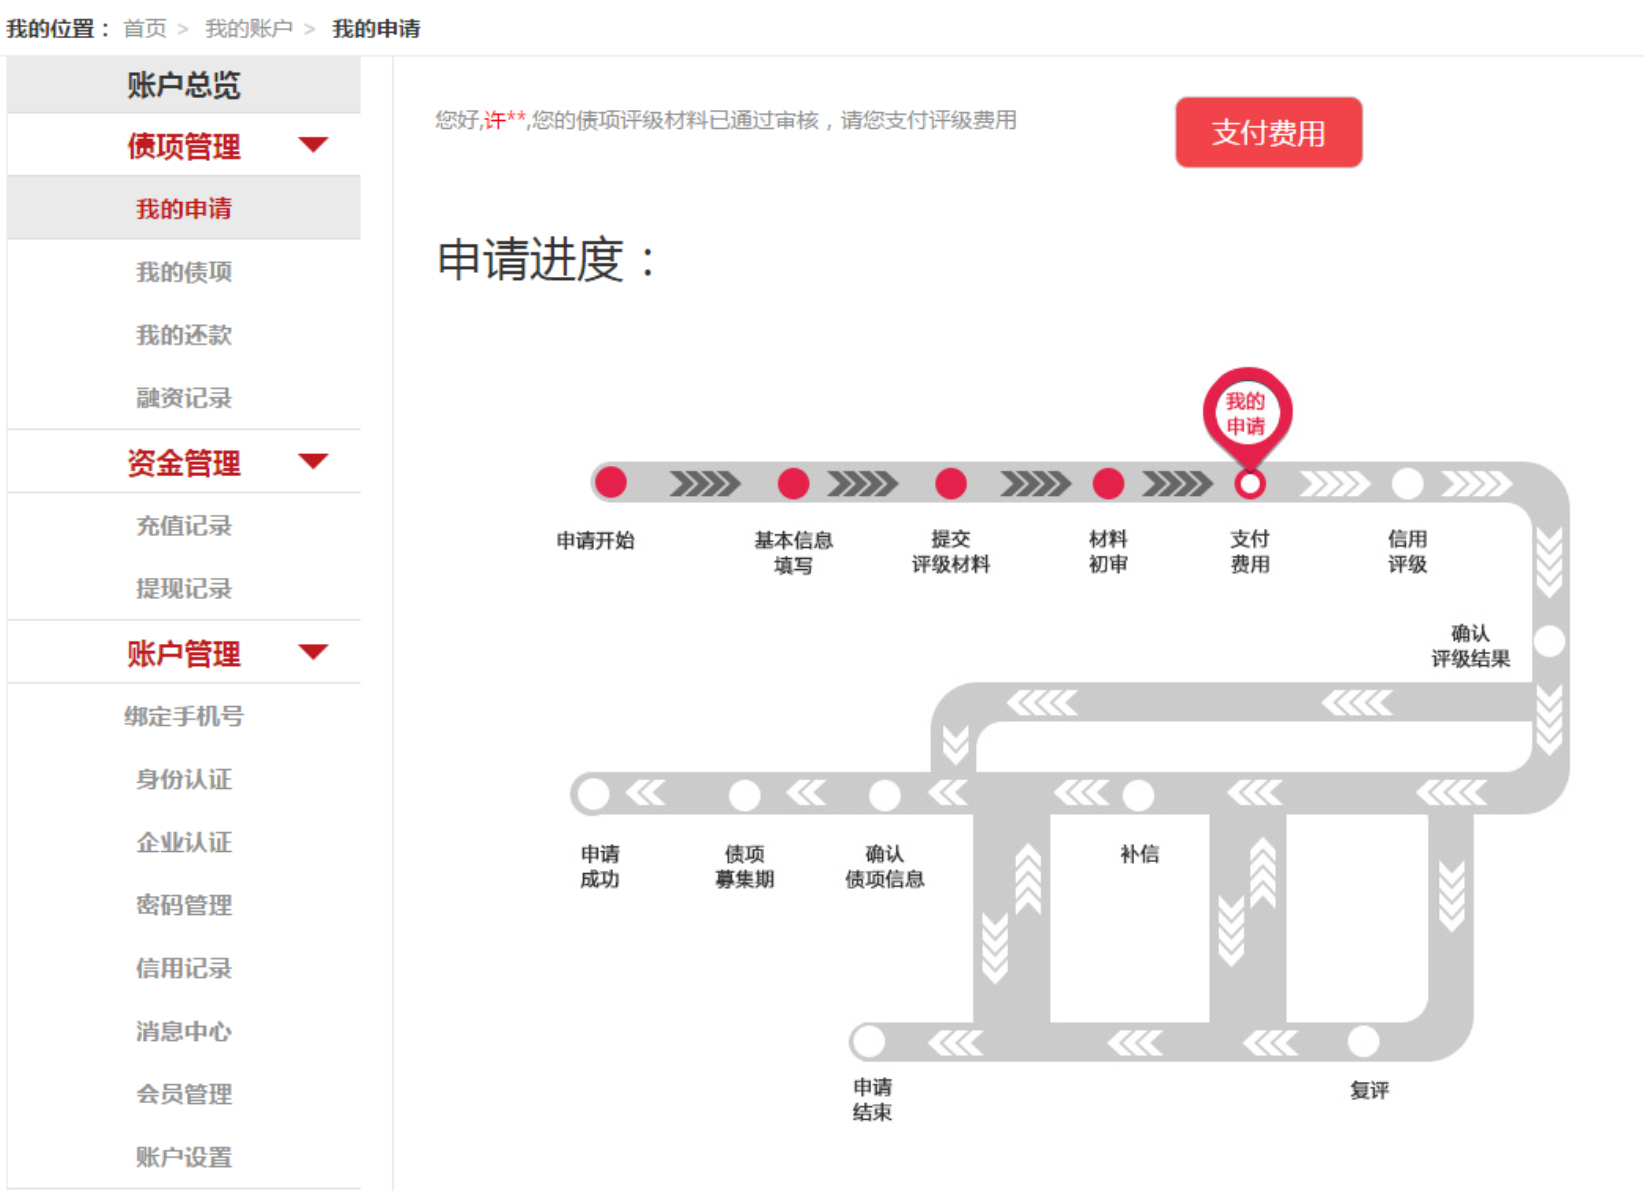 我的位置： 首页 > 我的账户 > 我的申请
账户总览
债项管理
我的申请
我的债项
我的还款
融资记录
资金管理
充值记录
提现记录
账户管理
绑定手机号
身份认证
企业认证
密码管理
信用记录
消息中心
会员管理
账户设置
您好,许**,您的债项评级材料已通过审核，请您支付评级费用
支付费用
申请进度：
我的
申请
申请开始
基本信息
填写
提交
评级材料
材料
初审
支付
费用
信用
评级
确认
评级结果
申请
成功
债项
募集期
确认
债项信息
补信
申请
结束
复评